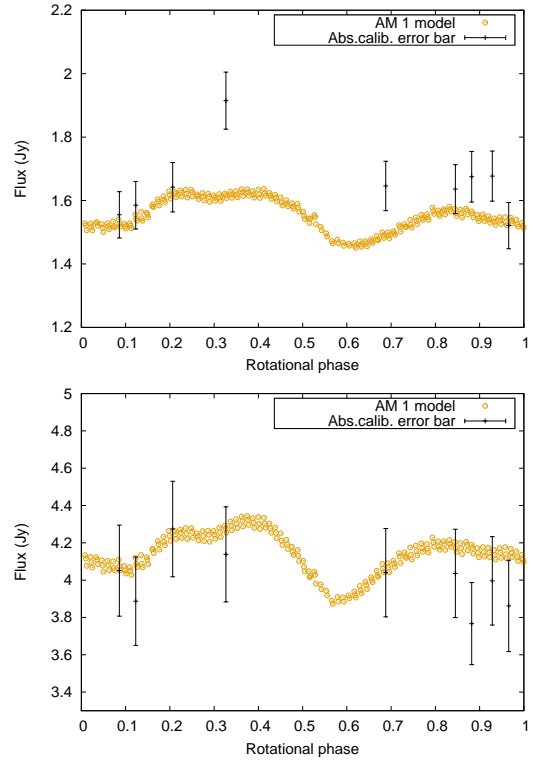 2.2
2
1.8
1.6
1.4
1.2
Flux (Jy)
AM 1 model
Abs.calib. error bar
0 0.1 0.2 0.3 0.4 0.5 0.6 0.7 0.8 0.9 1
Rotational phase
5
4.8
4.6
4.4
4.2
4
3.8
3.6
3.4
Flux (Jy)
AM 1 model
Abs.calib. error bar
0 0.1 0.2 0.3 0.4 0.5 0.6 0.7 0.8 0.9 1
Rotational phase